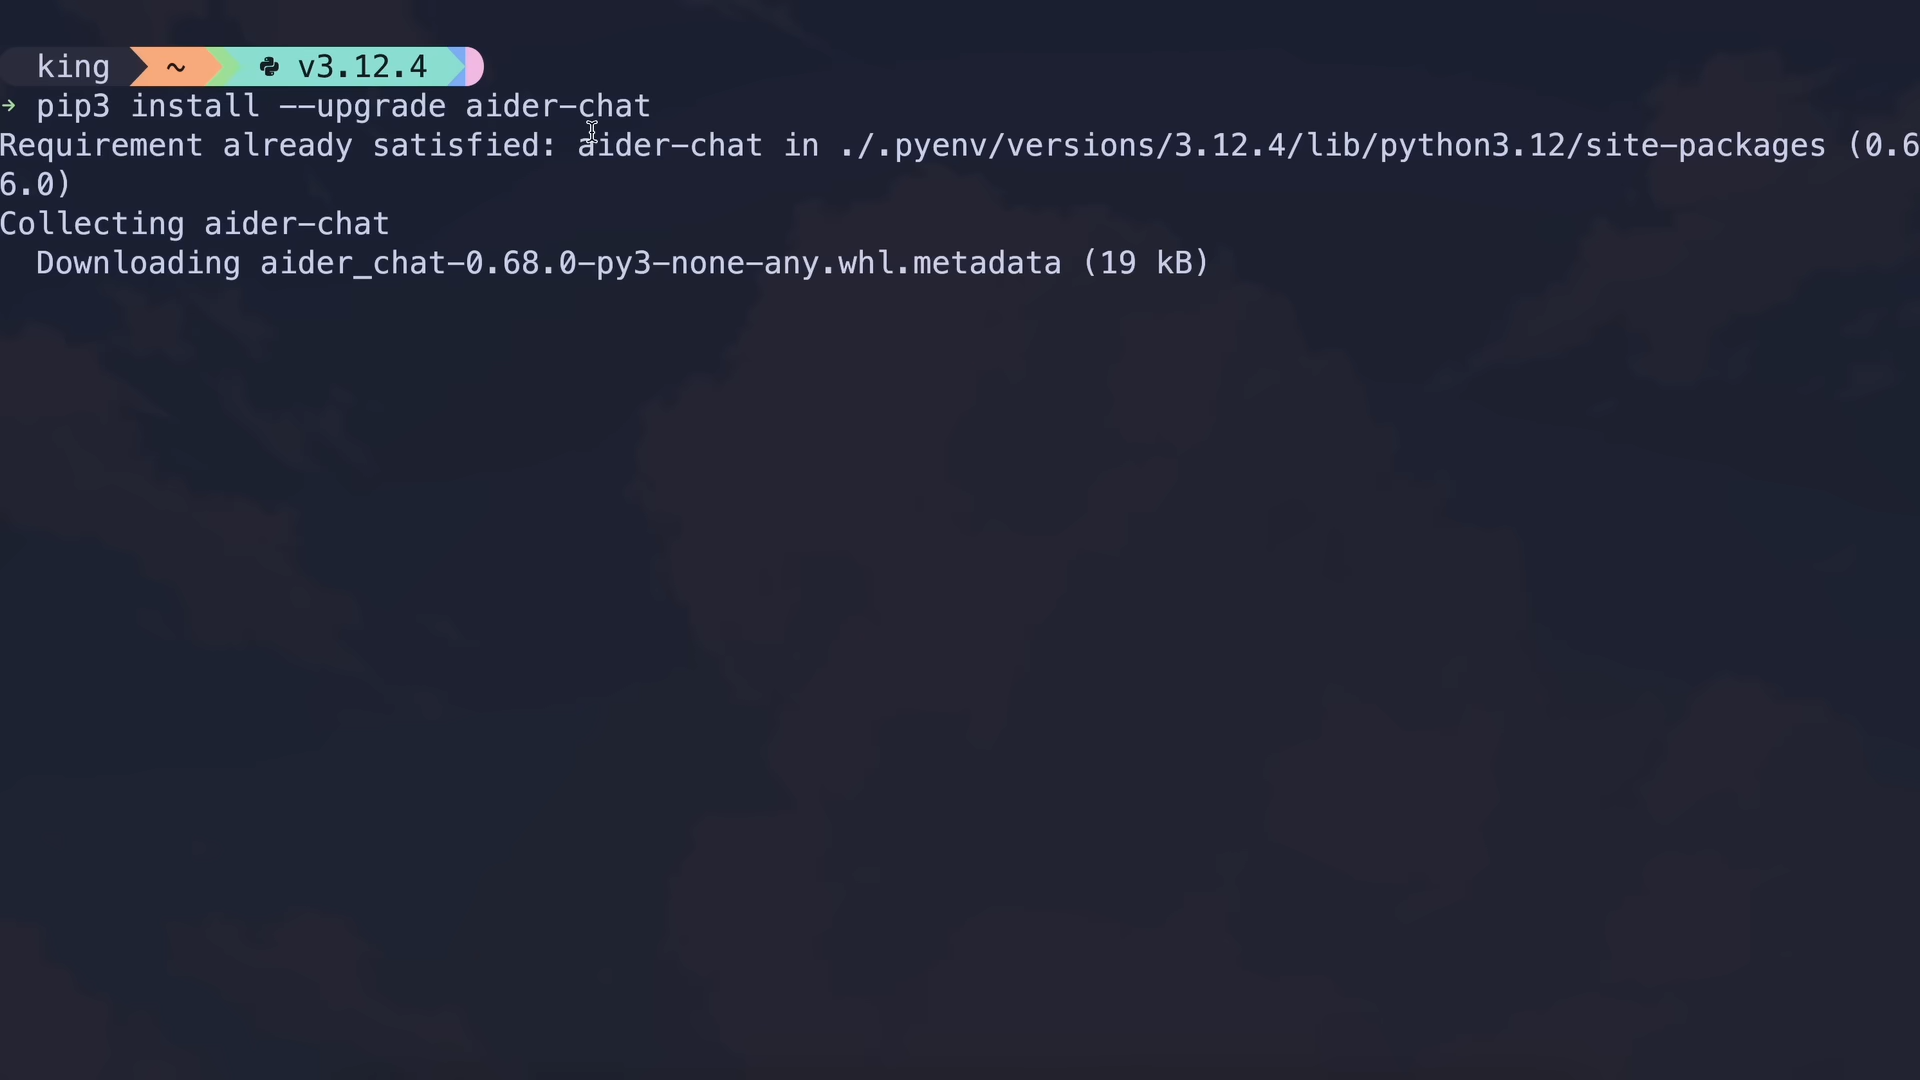 king ~ v3.12.4
→ pip3 install --upgrade aider-chat
Requirement already satisfied: aider-chat in ./.pyenv/versions/3.12.4/lib/python3.12/site-packages (0.6
6.0)
Collecting aider-chat
  Downloading aider_chat-0.68.0-py3-none-any.whl.metadata (19 kB)